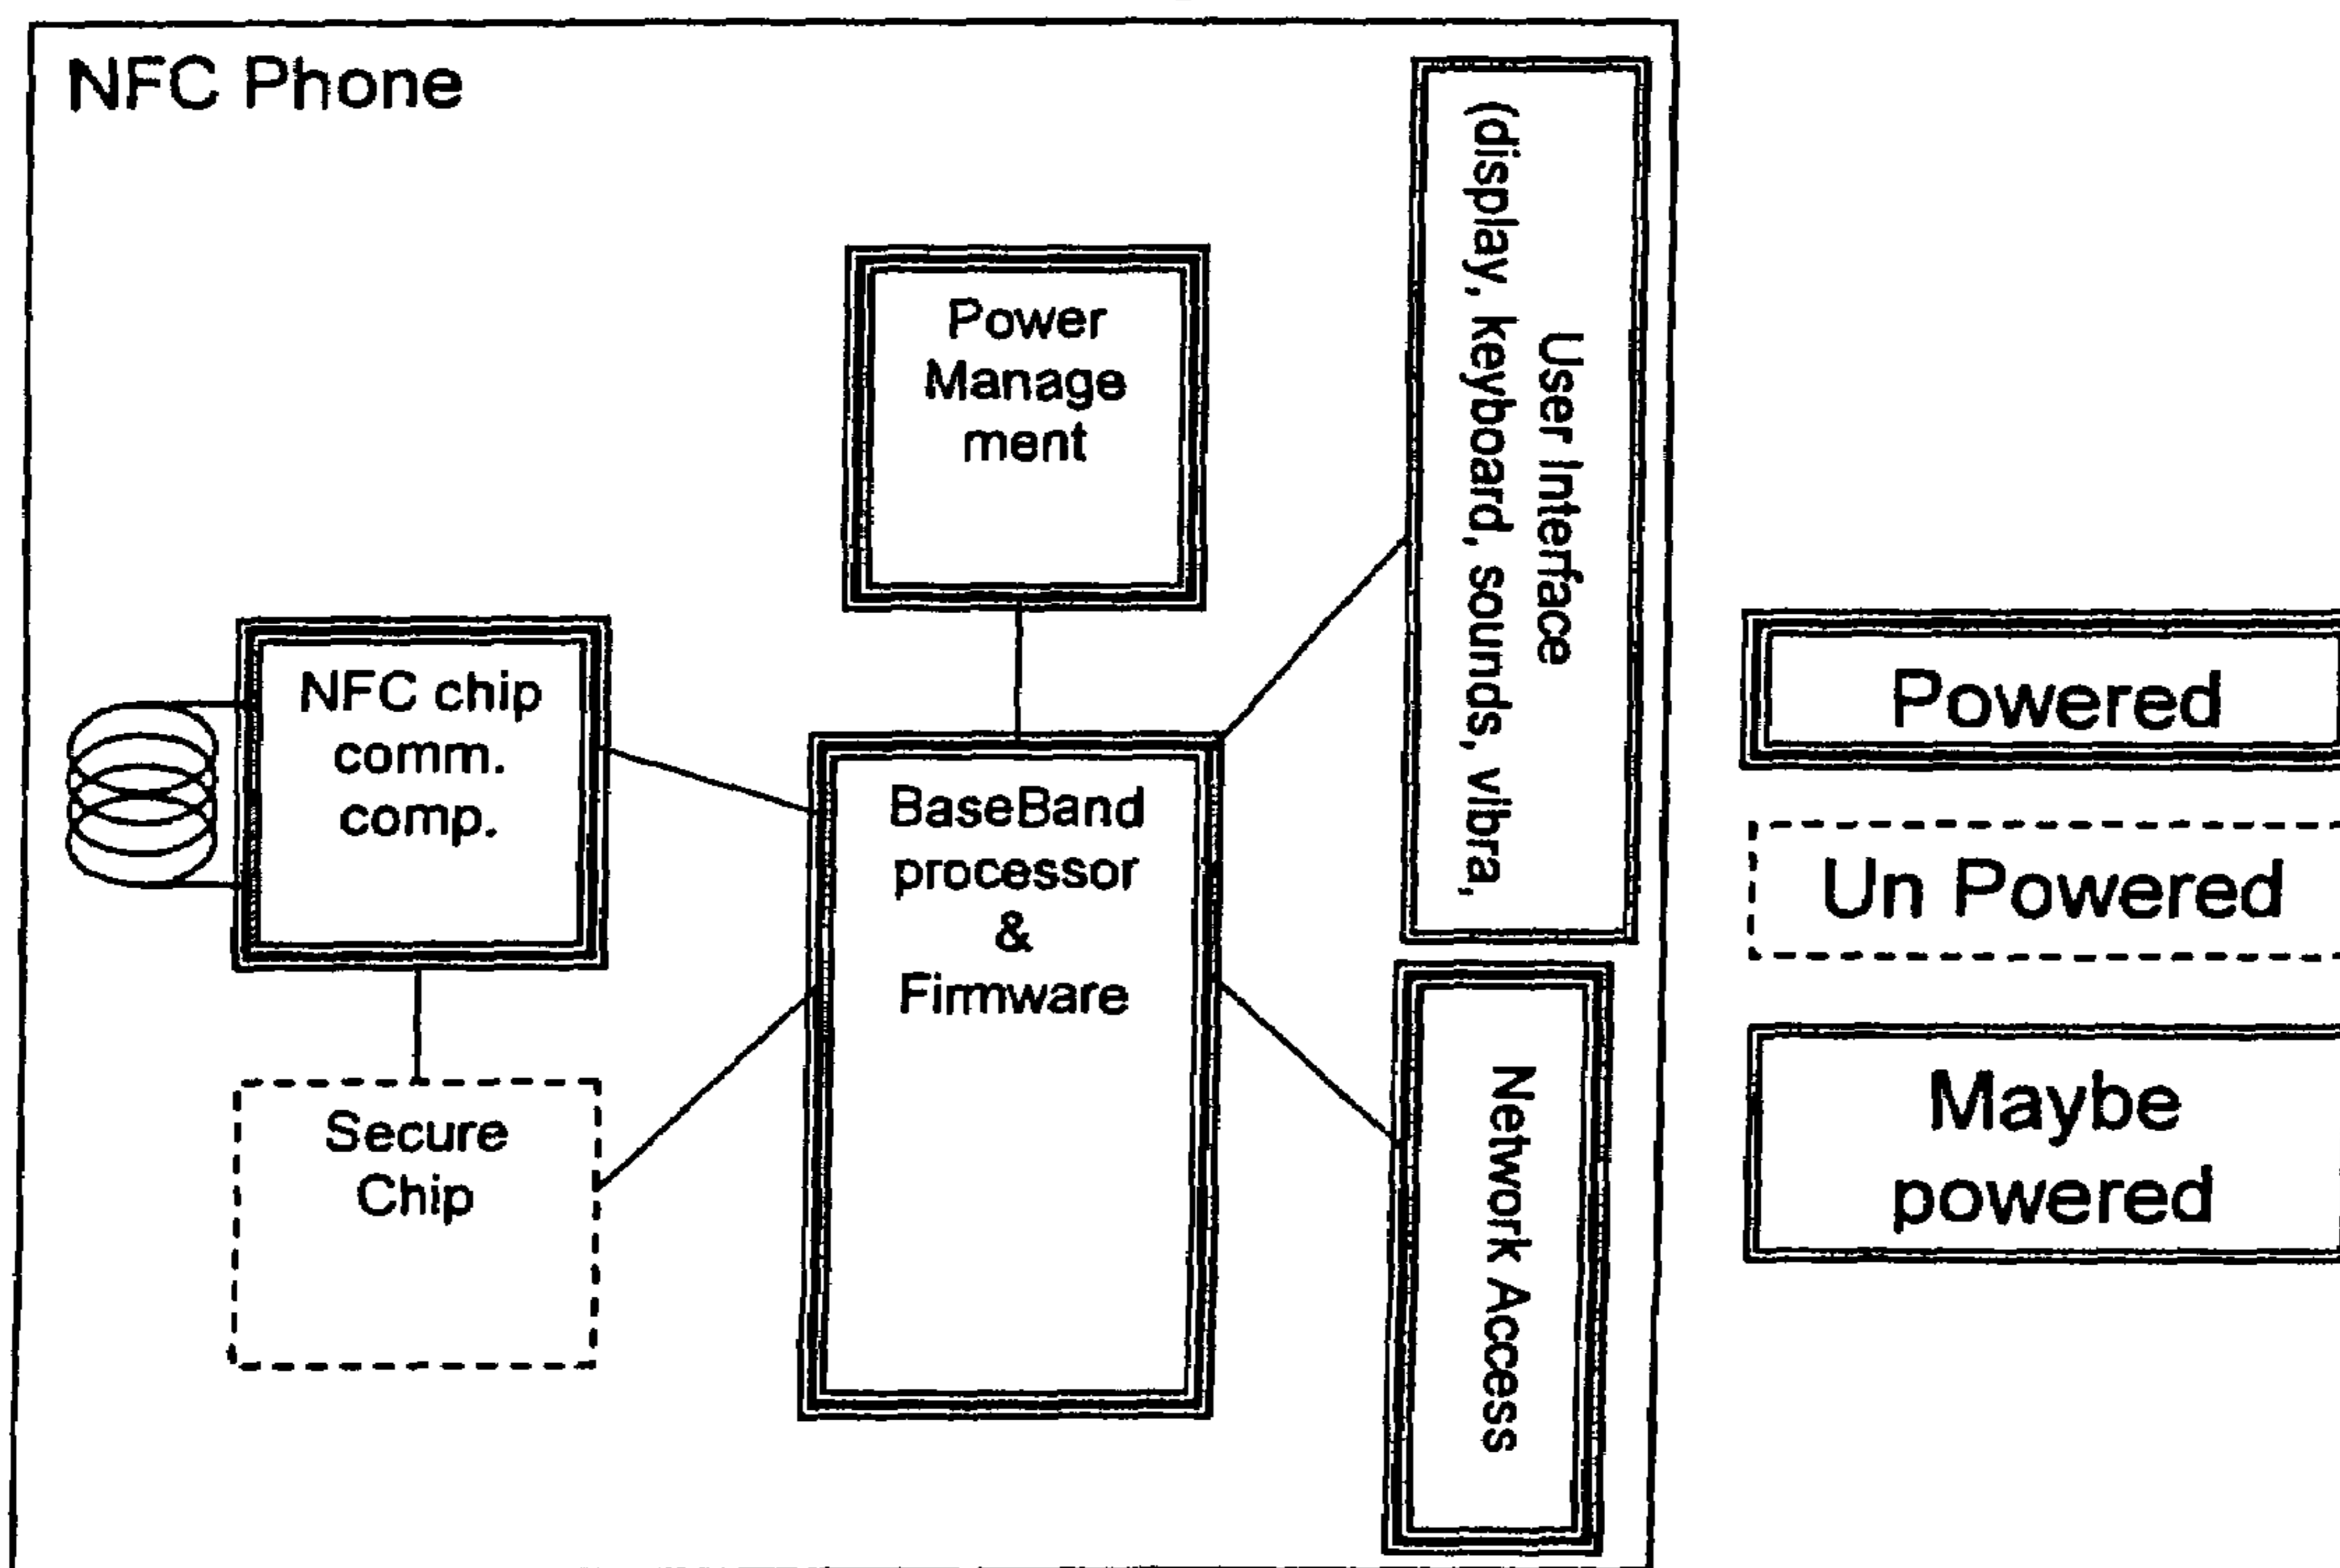 NFC Phone
Power
Manage
ment
NFC chip
comm.
comp.
Secure
Chip
BaseBand
processor
&
Firmware
User Interface
(display, keyboard, sounds, vibra,
Network Access
Powered
Un Powered
Maybe
powered